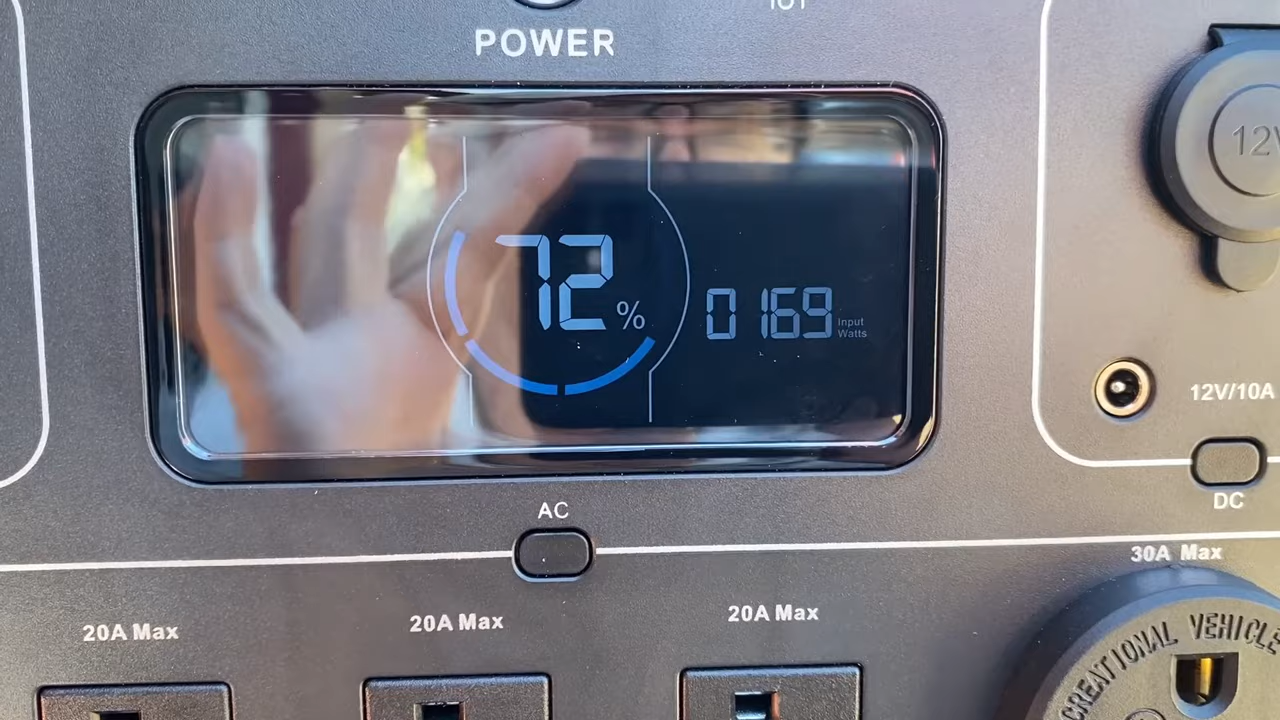 POWER
12V
72%
0169 Input
Watts
12V/10A
AC
DC
30A Max
20A Max
20A Max
20A Max
CREATIONAL VEHICLE